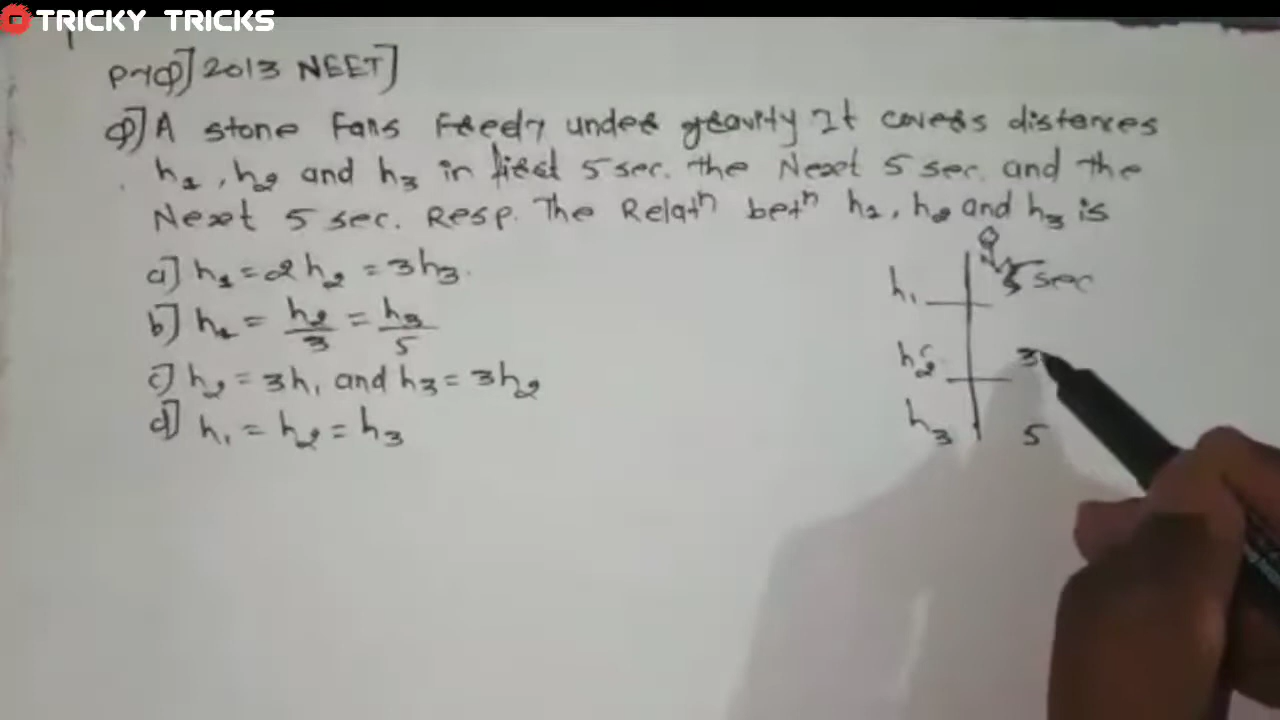 TRICKY TRICKS
PYQ] 2013 NEET]
Q] A stone Falls Freely under gravity It covers distances
h1, h2 and h3 in first 5 sec. the Next 5 sec. and the
Next 5 sec. Resp. The Relatn betn h1, h2 and h3 is
a] h1 = 2h2 = 3h3.
b] h1 = h2/3 = h3/5
c] h2 = 3h1 and h3 = 3h2
d] h1 = h2 = h3
h1 5 sec
h2 3
h3 5